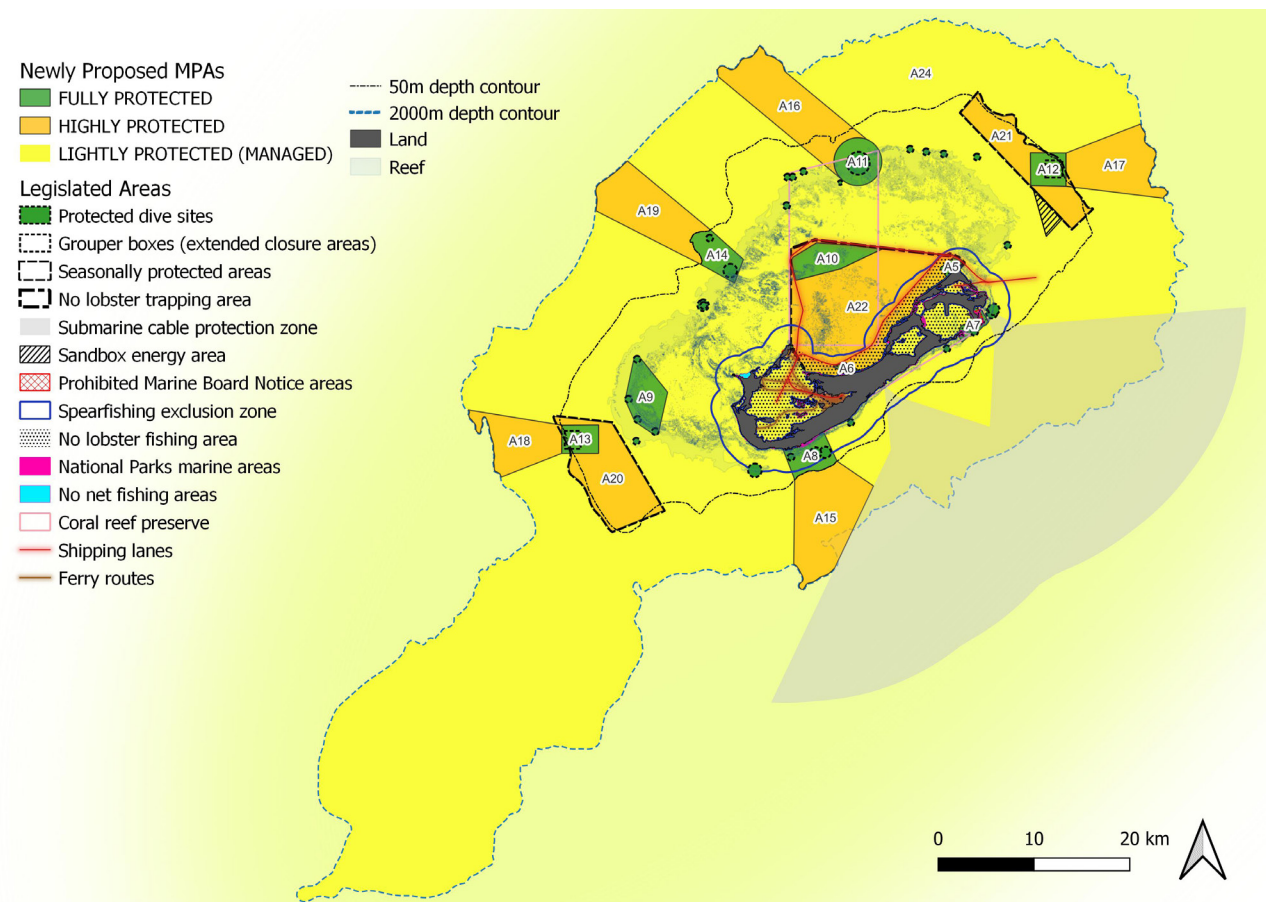 Newly Proposed MPAs
FULLY PROTECTED
HIGHLY PROTECTED
LIGHTLY PROTECTED (MANAGED)
Legislated Areas
Protected dive sites
Grouper boxes (extended closure areas)
Seasonally protected areas
No lobster trapping area
Submarine cable protection zone
Sandbox energy area
Prohibited Marine Board Notice areas
Spearfishing exclusion zone
No lobster fishing area
National Parks marine areas
No net fishing areas
Coral reef preserve
Shipping lanes
Ferry routes
50m depth contour
2000m depth contour
Land
Reef
A24
A16
A21
A11
A12
A17
A19
A14
A10
A5
A22
A7
A6
A9
A18
A13
A8
A20
A15
0 10 20 km